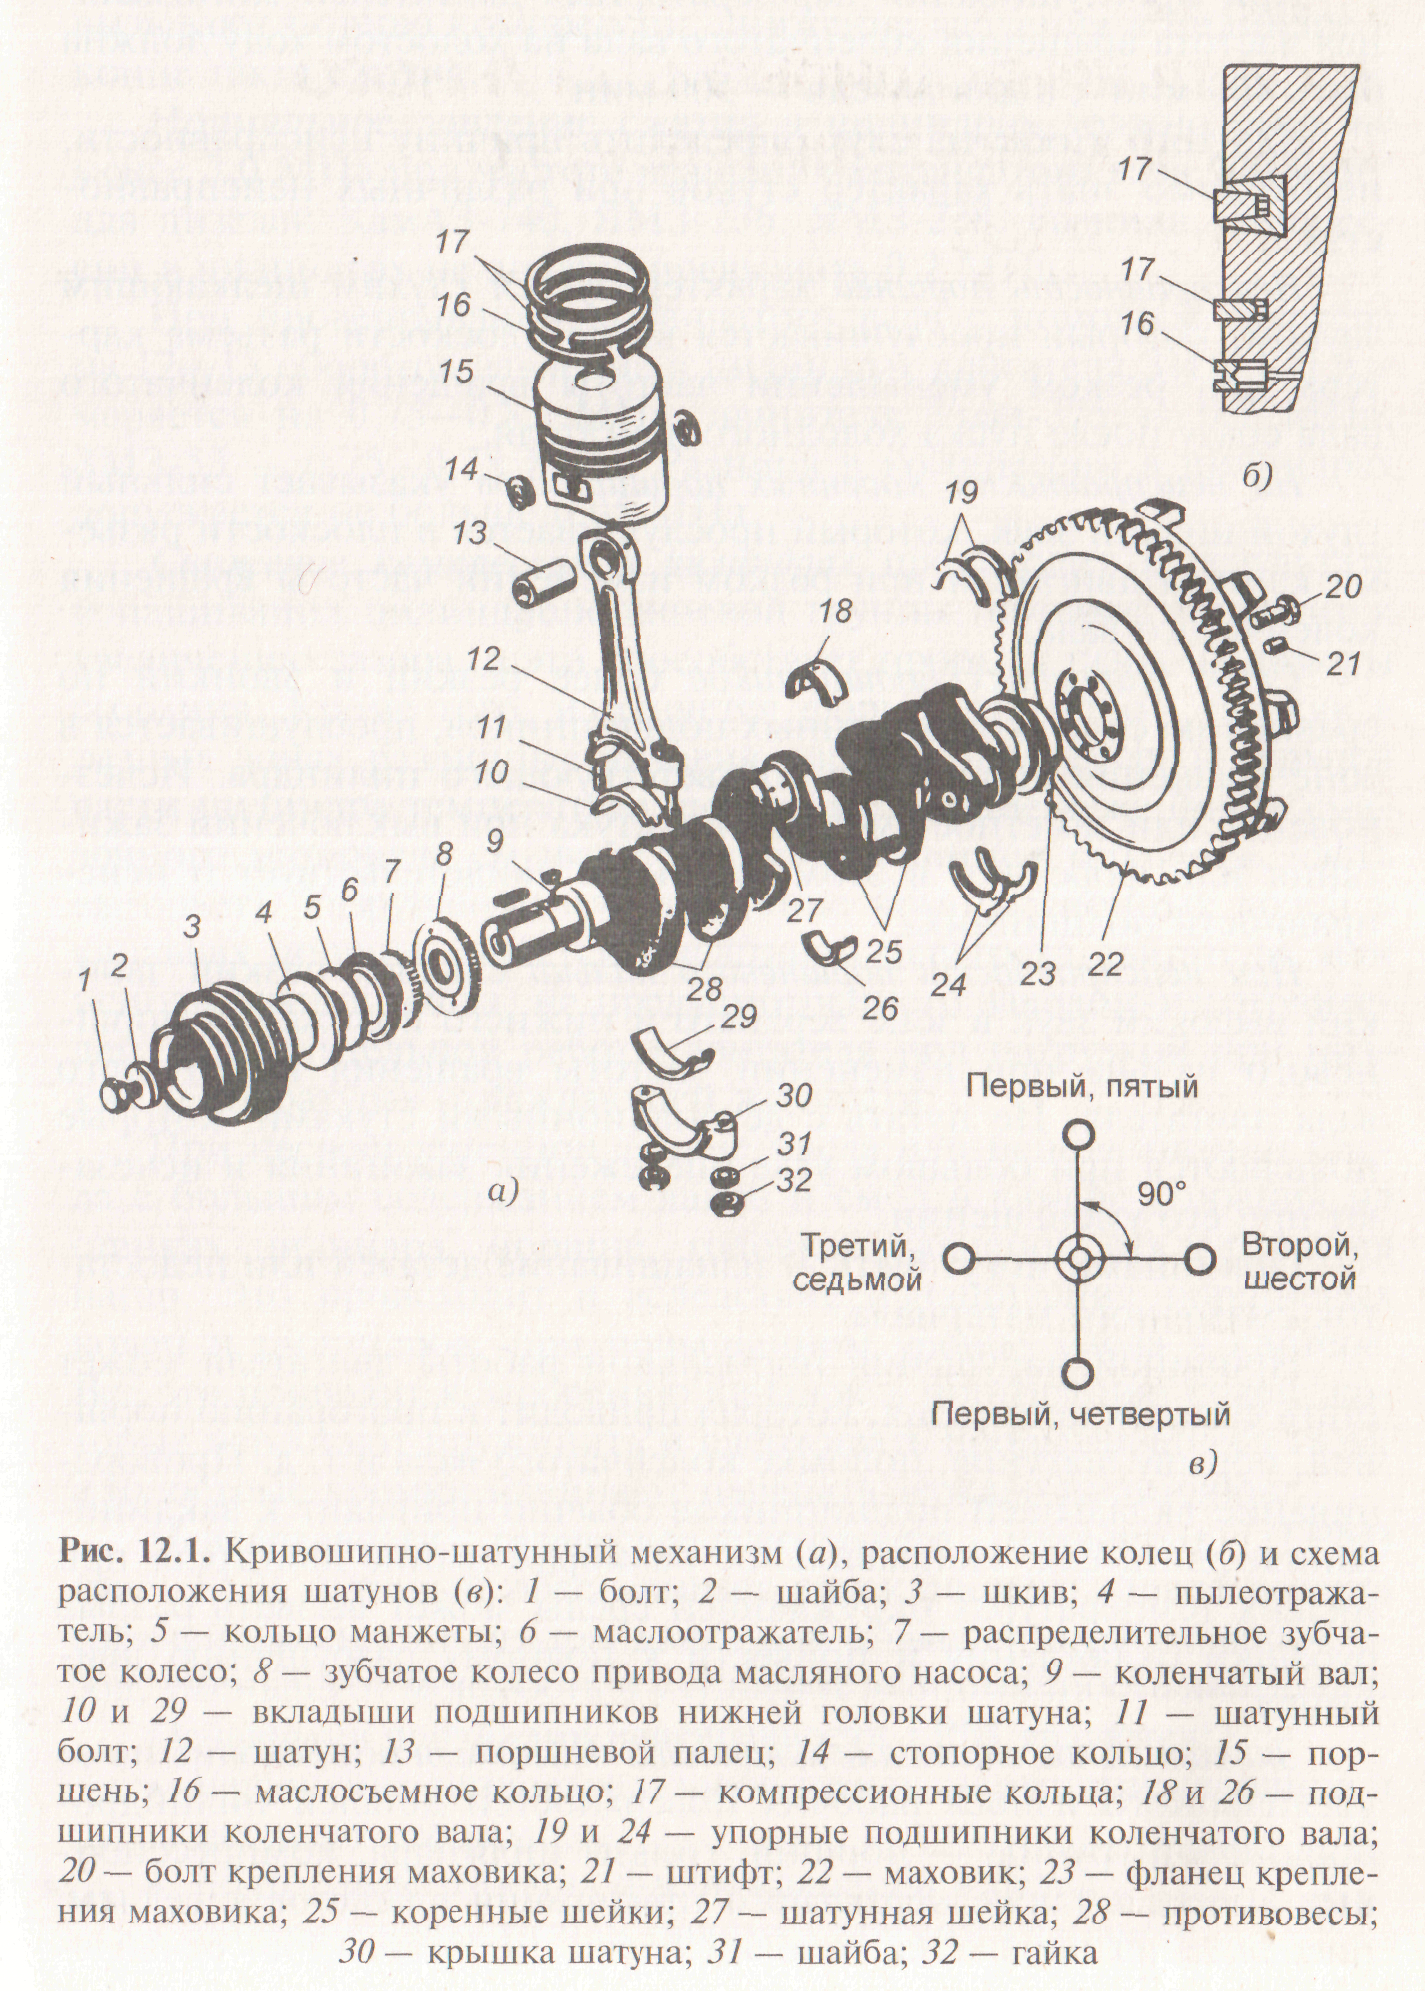 17
17
16
б)
17
16
15
14
13
12
11
10
9
8
7
6
5
4
3
2
1
19
18
20
21
22
23
24
25
26
27
28
29
30
31
32
а)
Первый, пятый
90°
Третий,
седьмой
Второй,
шестой
Первый, четвертый
в)
Рис. 12.1. Кривошипно-шатунный механизм (а), расположение колец (б) и схема
расположения шатунов (в): 1 — болт; 2 — шайба; 3 — шкив; 4 — пылеотража-
тель; 5 — кольцо манжеты; 6 — маслоотражатель; 7 — распределительное зубча-
тое колесо; 8 — зубчатое колесо привода масляного насоса; 9 — коленчатый вал;
10 и 29 — вкладыши подшипников нижней головки шатуна; 11 — шатунный
болт; 12 — шатун; 13 — поршневой палец; 14 — стопорное кольцо; 15 — пор-
шень; 16 — маслосъемное кольцо; 17 — компрессионные кольца; 18 и 26 — под-
шипники коленчатого вала; 19 и 24 — упорные подшипники коленчатого вала;
20 — болт крепления маховика; 21 — штифт; 22 — маховик; 23 — фланец крепле-
ния маховика; 25 — коренные шейки; 27 — шатунная шейка; 28 — противовесы;
30 — крышка шатуна; 31 — шайба; 32 — гайка